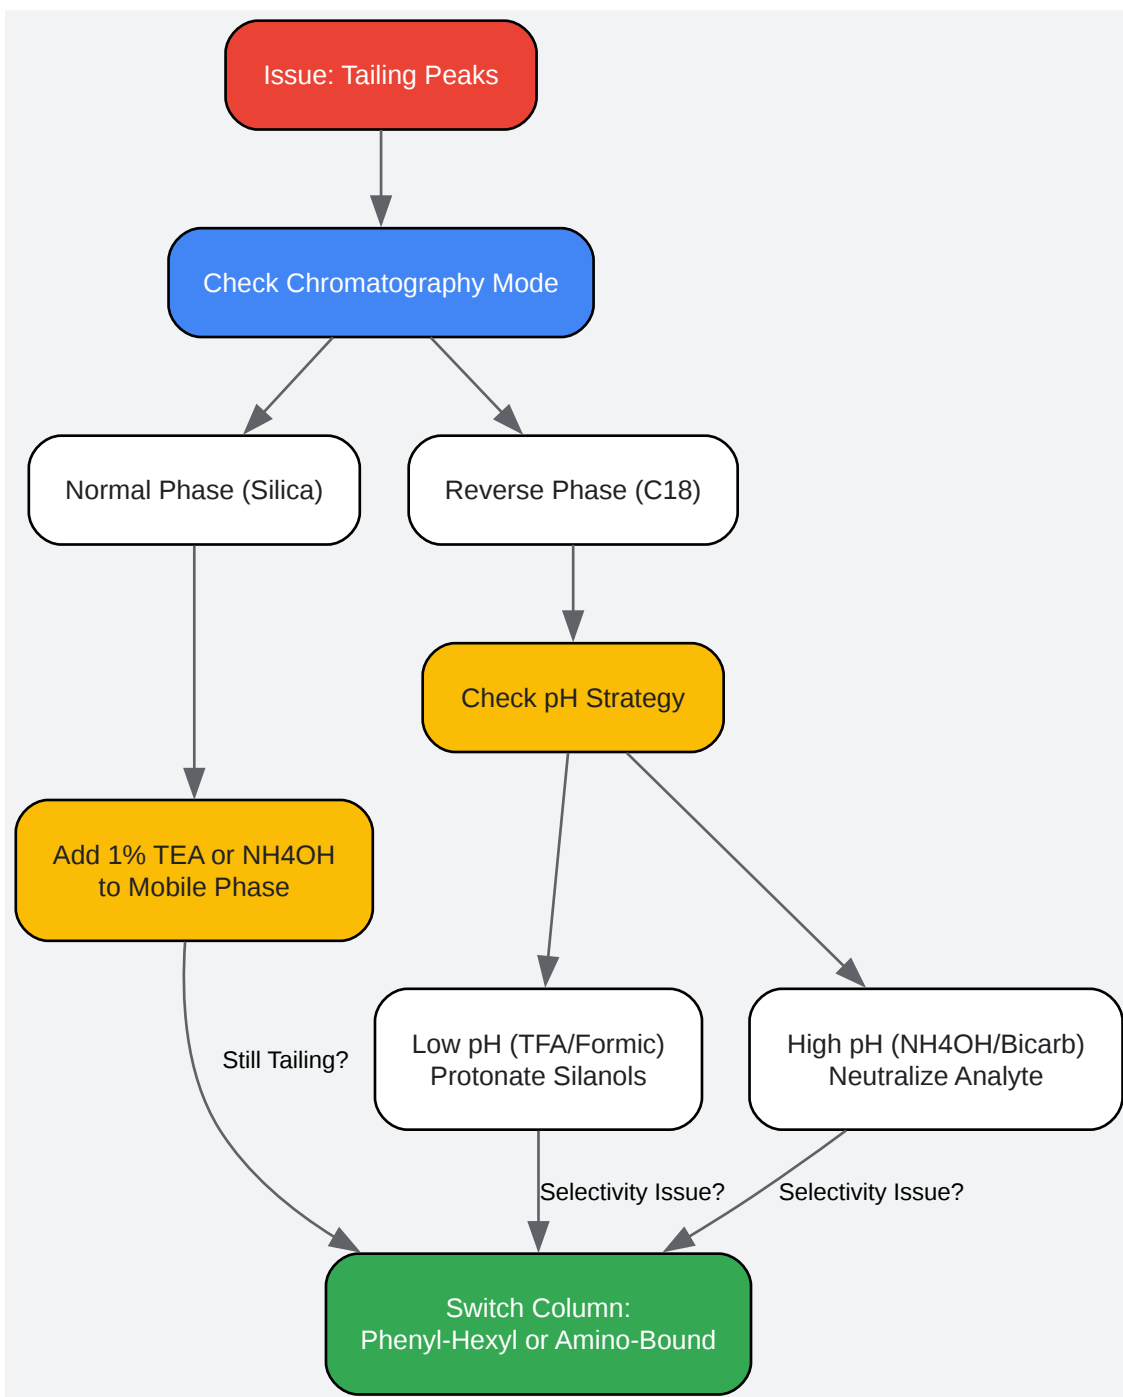 Issue: Tailing Peaks
Check Chromatography Mode
Normal Phase (Silica)
Reverse Phase (C18)
Check pH Strategy
Add 1% TEA or NH4OH
to Mobile Phase
Low pH (TFA/Formic)
Protonate Silanols
High pH (NH4OH/Bicarb)
Neutralize Analyte
Still Tailing?
Selectivity Issue?
Selectivity Issue?
Switch Column:
Phenyl-Hexyl or Amino-Bound